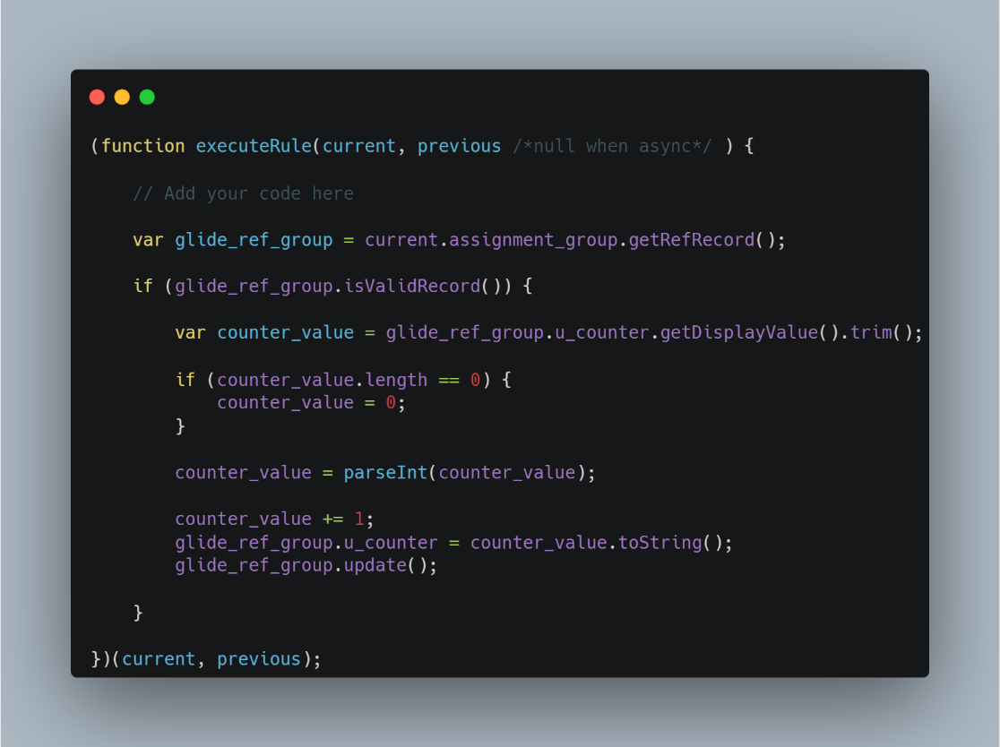 (function executeRule(current, previous /*null when async*/ ) {
    // Add your code here
    var glide_ref_group = current.assignment_group.getRefRecord();
    if (glide_ref_group.isValidRecord()) {
        var counter_value = glide_ref_group.u_counter.getDisplayValue().trim();
        if (counter_value.length == 0) {
            counter_value = 0;
        }
        counter_value = parseInt(counter_value);
        counter_value += 1;
        glide_ref_group.u_counter = counter_value.toString();
        glide_ref_group.update();
    }
})(current, previous);